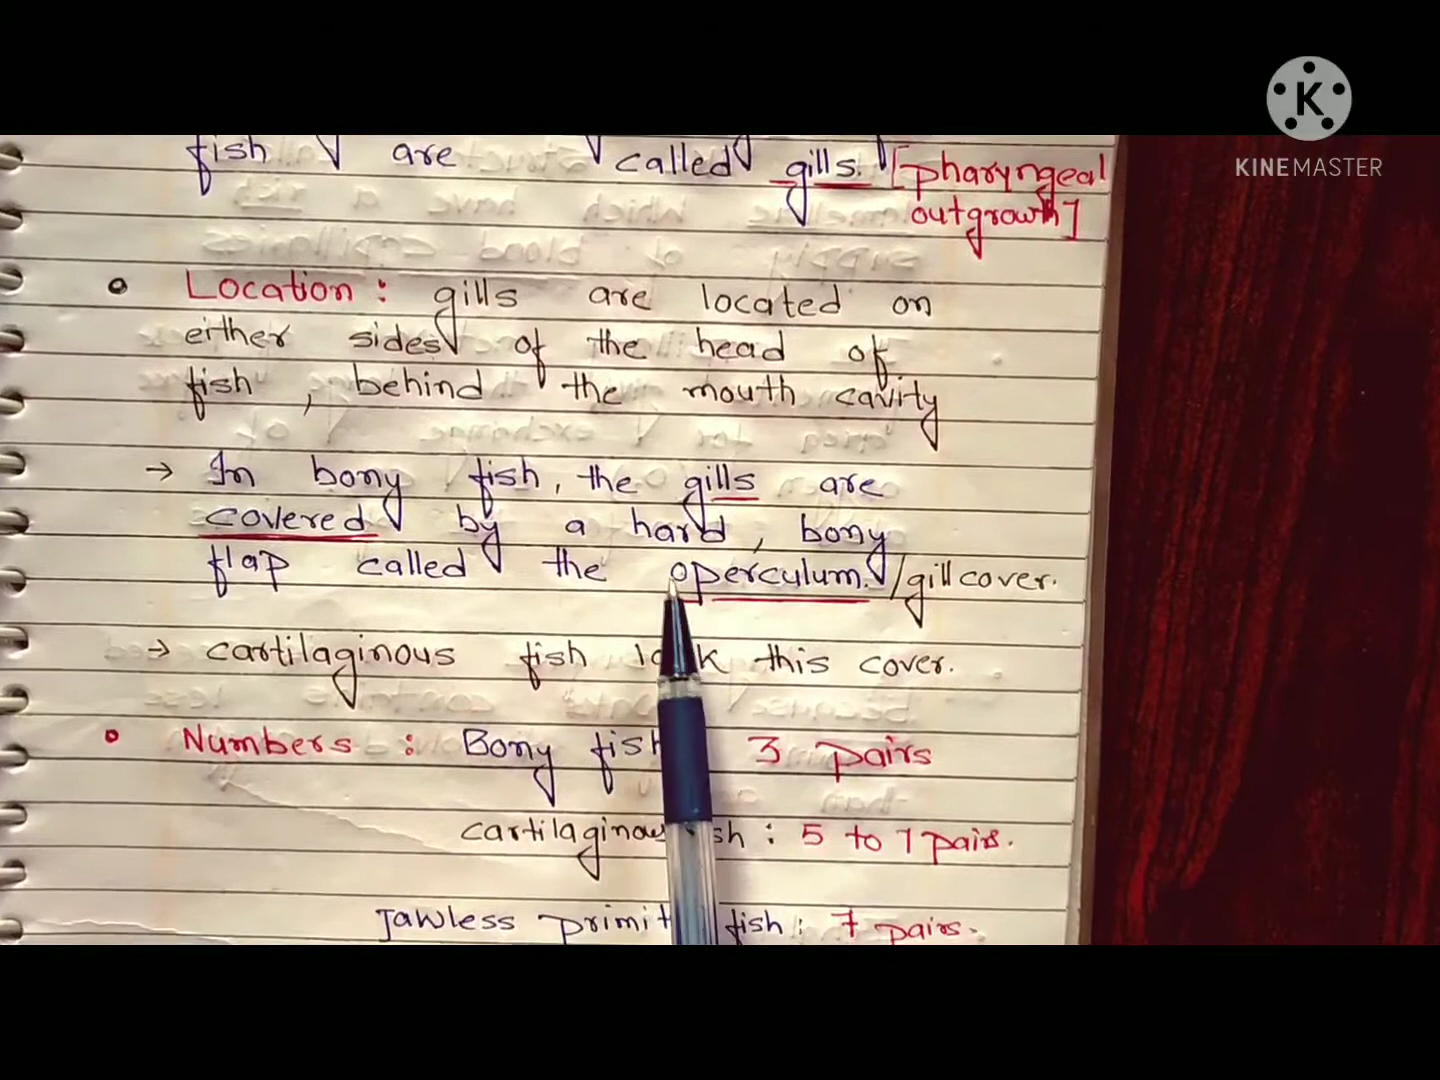 K
KINEMASTER
fish are called gills. [pharyngeal
outgrowth]
Location : gills are located on
either sides of the head of
fish , behind the mouth cavity
→ In bony fish, the gills are
covered by a hard, bony
flap called the operculum. /gill cover.
→ cartilaginous fish this cover.
Numbers : Bony fish 3 pairs
fish : 5 to 7 pairs.
Jawless fish : 7 pairs.